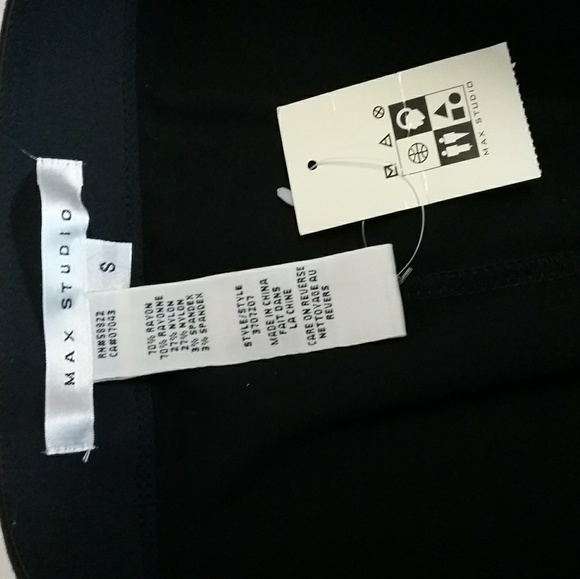 MAX STUDIO
S
RN#58822
CA#07043
70% RAYON
70% RAYONNE
27% NYLON
27% NYLON
3% SPANDEX
3% SPANDEX
STYLE/STYLE
3707207
MADE IN CHINA
FAIT DANS
LA CHINE
CARE ON REVERSE
NETTOYAGE AU
REVERS
MAX STUDIO